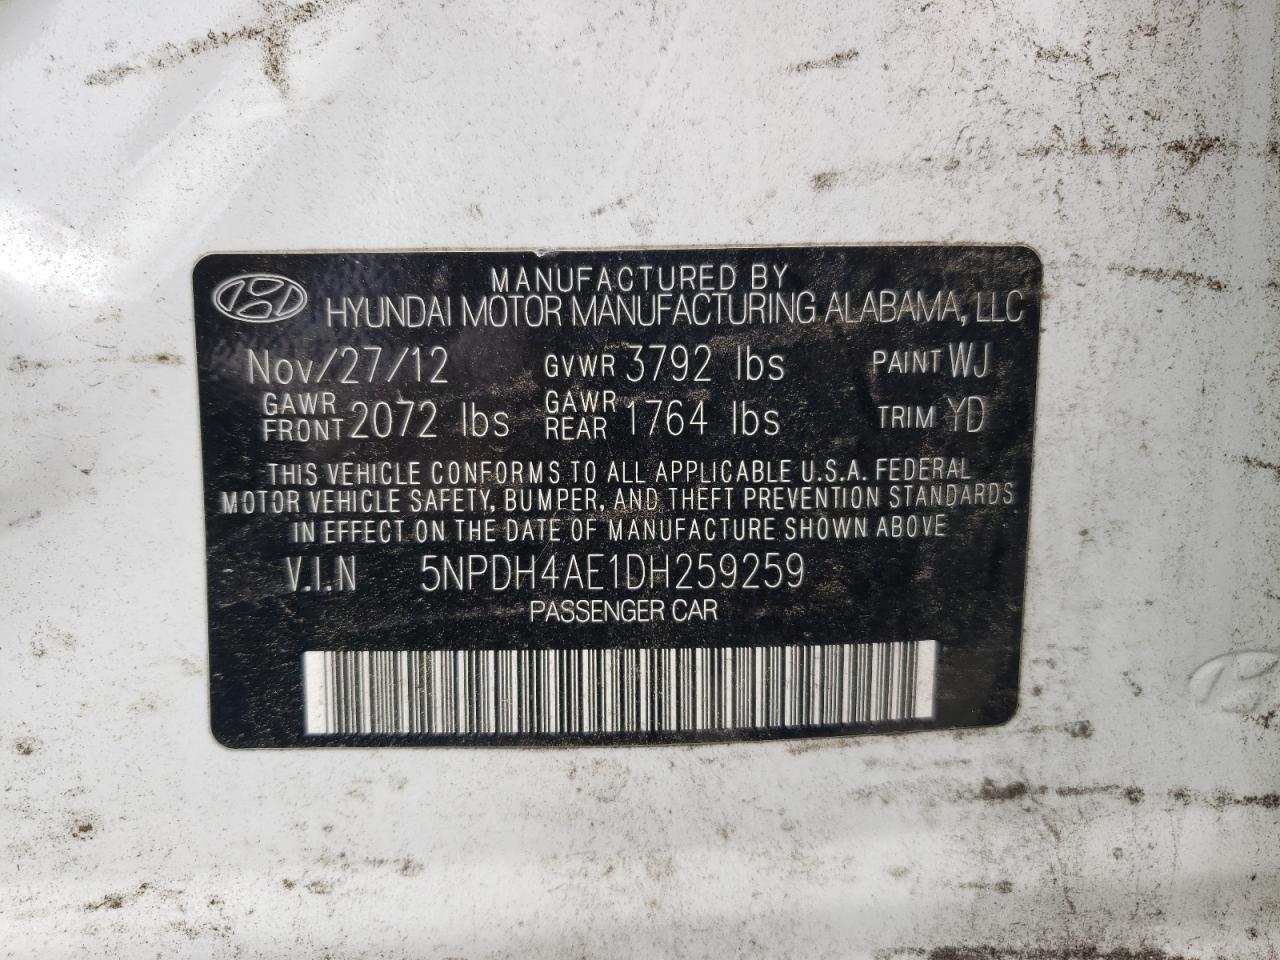 MANUFACTURED BY
HYUNDAI MOTOR MANUFACTURING ALABAMA, LLC
Nov/27/12 GVWR 3792 lbs PAINT WJ
GAWR FRONT 2072 lbs GAWR REAR 1764 lbs TRIM YD
THIS VEHICLE CONFORMS TO ALL APPLICABLE U.S.A. FEDERAL
MOTOR VEHICLE SAFETY, BUMPER, AND THEFT PREVENTION STANDARDS
IN EFFECT ON THE DATE OF MANUFACTURE SHOWN ABOVE
V.I.N 5NPDH4AE1DH259259
PASSENGER CAR